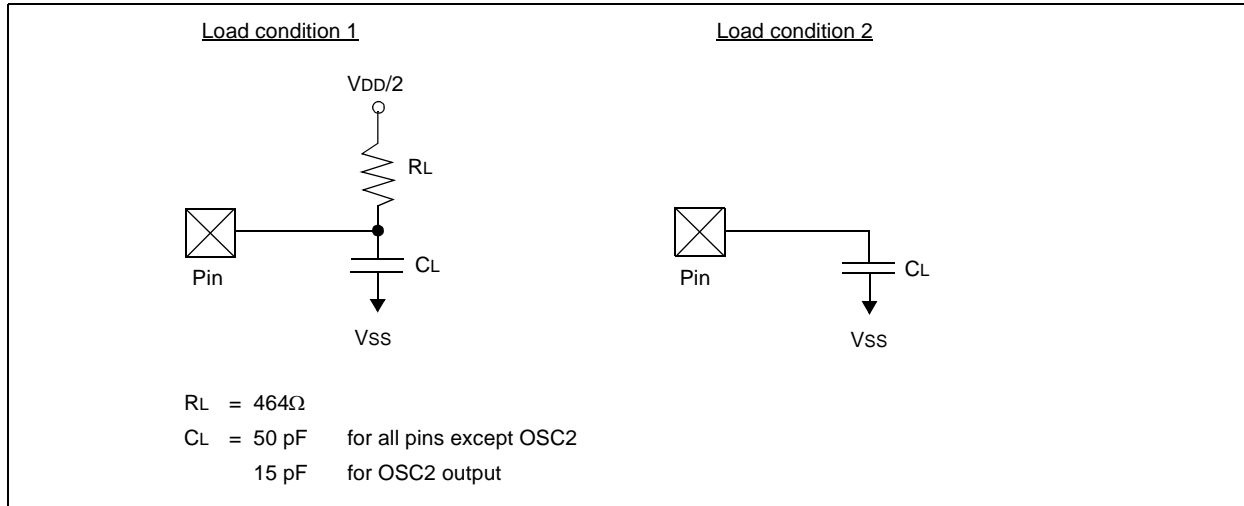 Load condition 1
VDD/2
RL
Pin
CL
VSS
Load condition 2
Pin
CL
VSS
RL = 464Ω
CL = 50 pF for all pins except OSC2
15 pF for OSC2 output